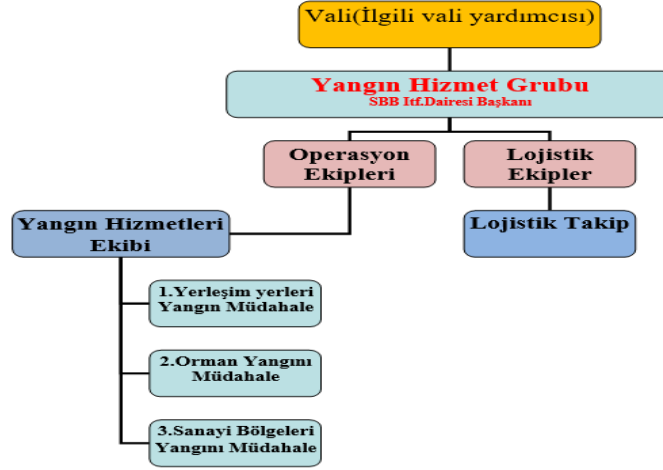 Vali(İlgili vali yardımcısı)
Yangın Hizmet Grubu
SBB Itf.Dairesi Başkanı
Operasyon
Ekipleri
Lojistik
Ekipler
Yangın Hizmetleri
Ekibi
Lojistik Takip
1.Yerleşim yerleri
Yangın Müdahale
2.Orman Yangını
Müdahale
3.Sanayi Bölgeleri
Yangını Müdahale